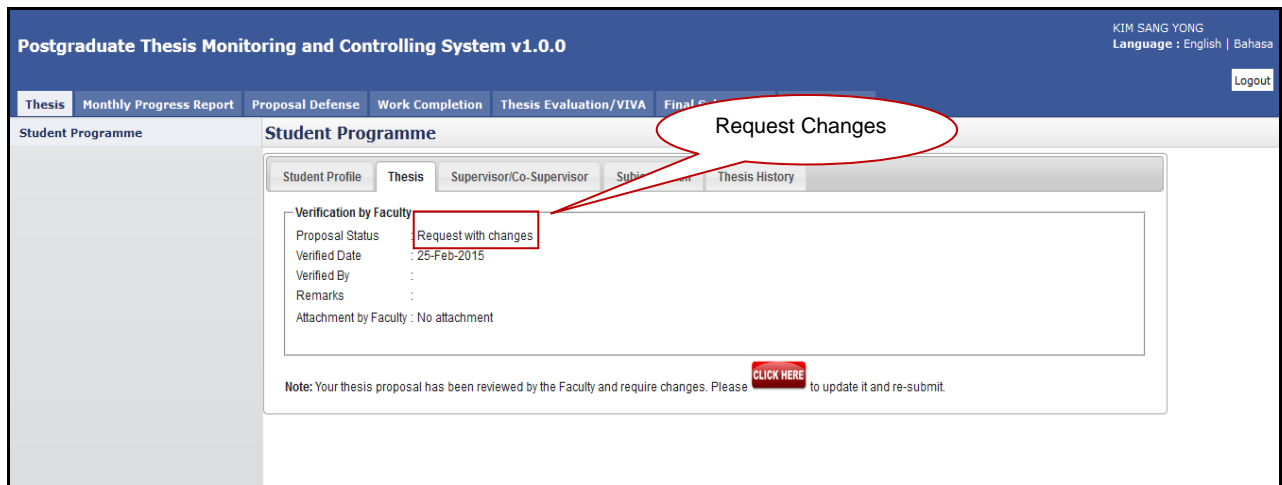 KIM SANG YONG
Postgraduate Thesis Monitoring and Controlling System v1.0.0
Language : English | Bahasa
Logout
Thesis Monthly Progress Report Proposal Defense Work Completion Thesis Evaluation/VIVA Final
Student Programme
Student Programme
Request Changes
Student Profile Thesis Supervisor/Co-Supervisor Thesis History
Verification by Faculty
Proposal Status : Request with changes
Verified Date : 25-Feb-2015
Verified By :
Remarks :
Attachment by Faculty : No attachment
Note: Your thesis proposal has been reviewed by the Faculty and require changes. Please CLICK HERE to update it and re-submit.